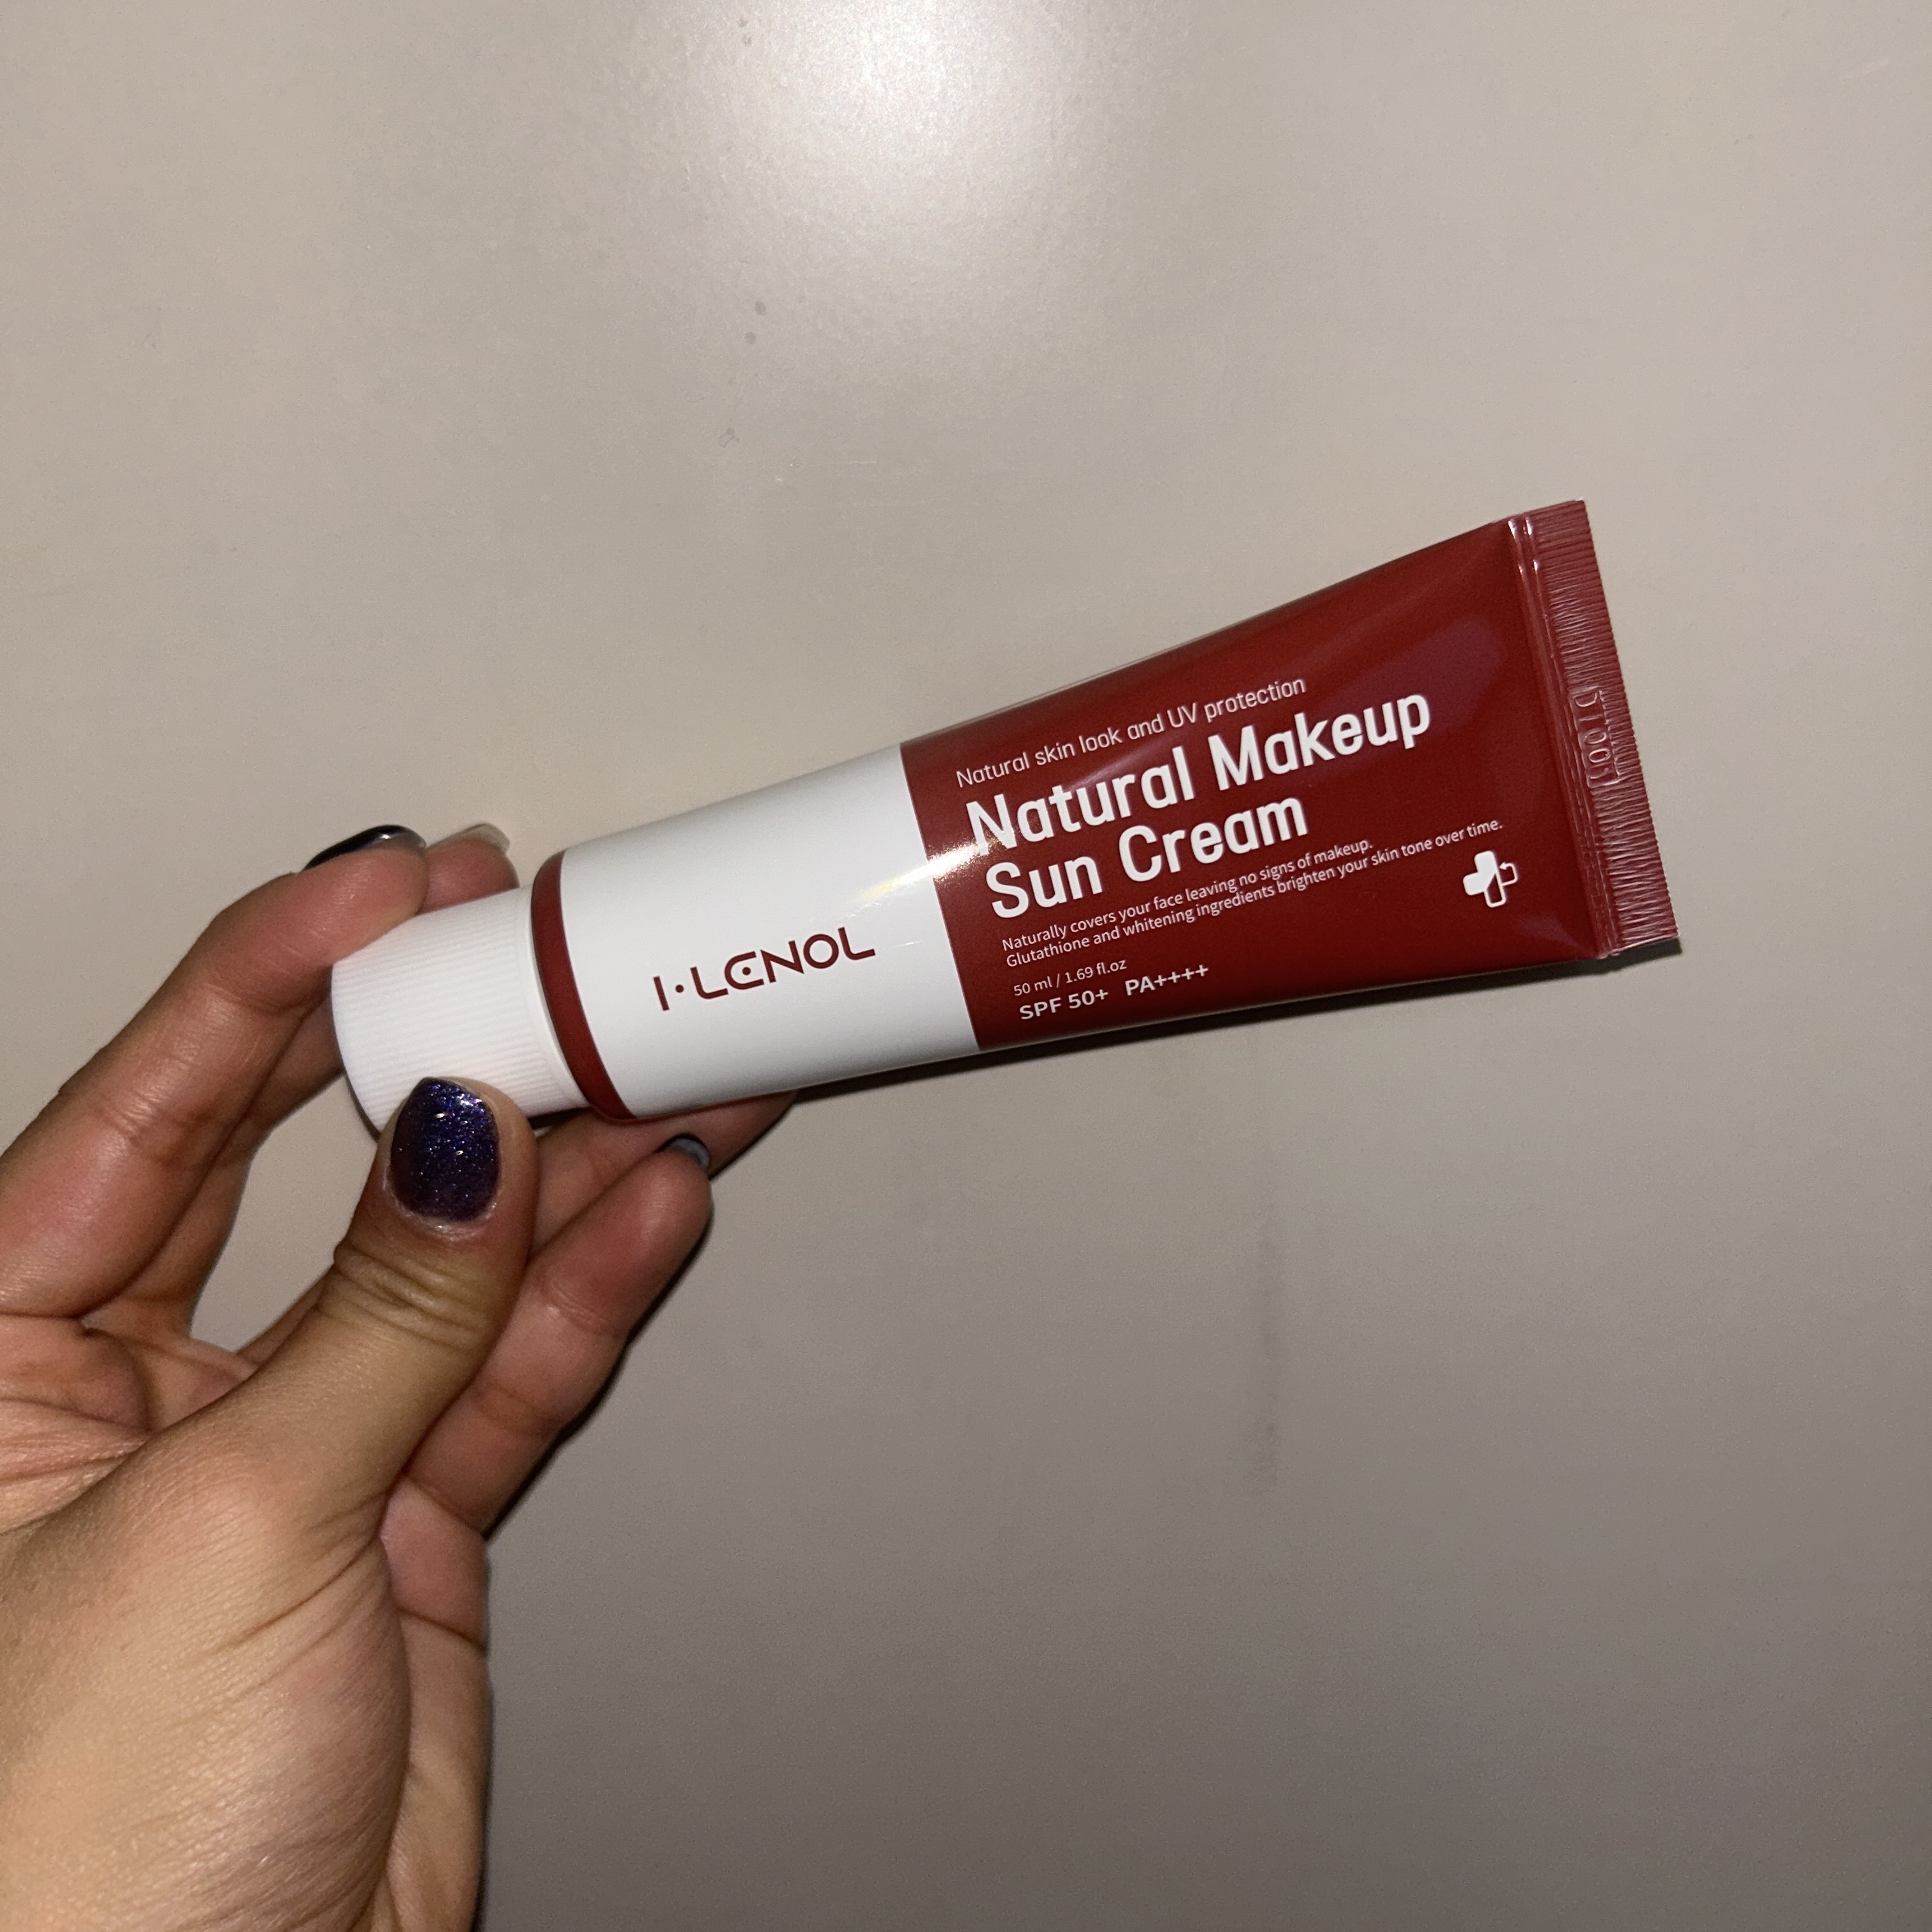 I·LENOL
Natural skin look and UV protection
Natural Makeup
Sun Cream
Naturally covers your face leaving no signs of makeup.
Glutathione and whitening ingredients brighten your skin tone over time.
50 ml / 1.69 fl.oz
SPF 50+ PA++++